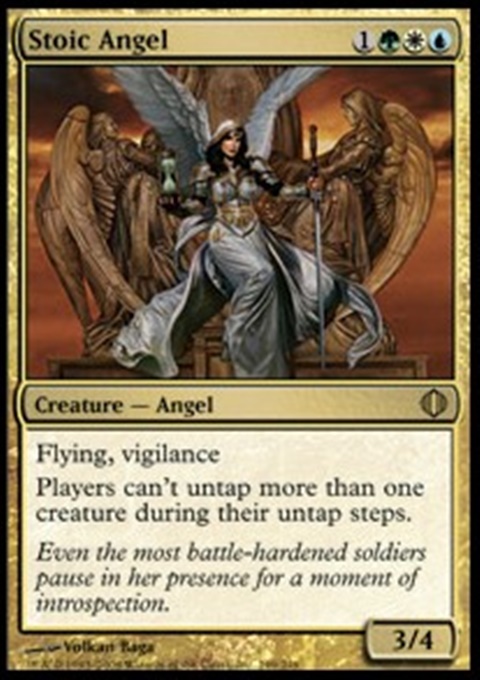 Stoic Angel 1
Creature — Angel
Flying, vigilance
Players can't untap more than one
creature during their untap steps.
Even the most battle-hardened soldiers
pause in her presence for a moment of
introspection.
Volkan Baga
3/4